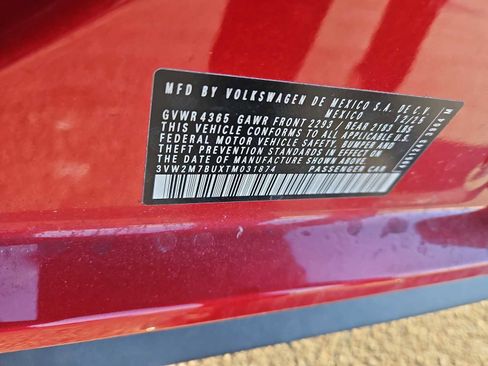 MFD BY VOLKSWAGEN DE MEXICO S.A. DE C.V.
MEXICO 12/25
GVWR 4365 GAWR FRONT 2293 / REAR 2183 LBS
THIS VEHICLE CONFORMS TO ALL APPLICABLE U.S.
FEDERAL MOTOR VEHICLE SAFETY, BUMPER AND
THEFT PREVENTION STANDARDS IN EFFECT ON
THE DATE OF MANUFACTURE SHOWN ABOVE.
3VW2M7BUXTM031874 PASSENGER CAR